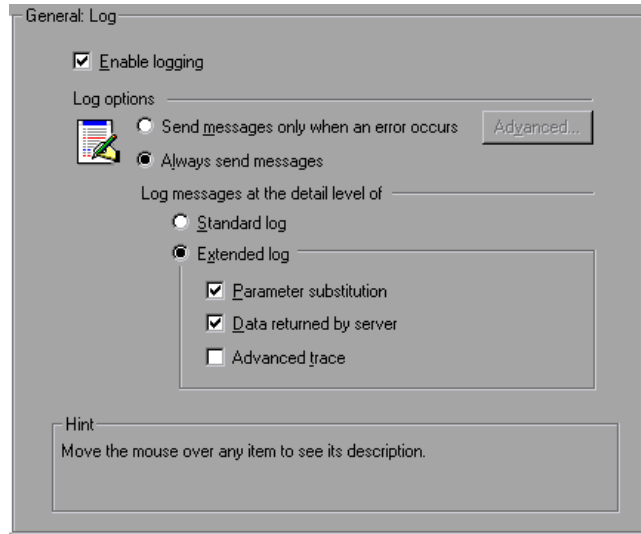 General: Log
Enable logging
Log options
Send messages only when an error occurs
Advanced...
Always send messages
Log messages at the detail level of
Standard log
Extended log
Parameter substitution
Data returned by server
Advanced trace
Hint
Move the mouse over any item to see its description.